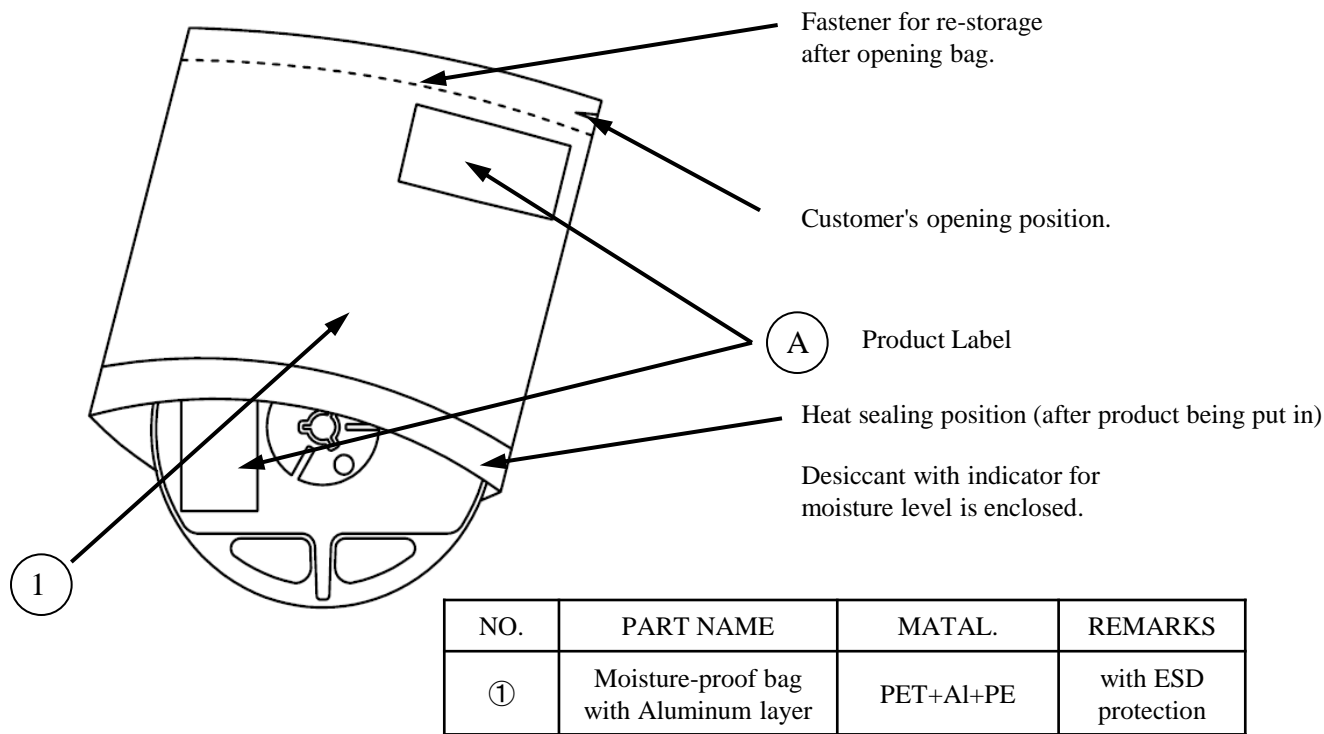 Fastener for re-storage
after opening bag.
Customer's opening position.
A
Product Label
Heat sealing position (after product being put in)
Desiccant with indicator for
moisture level is enclosed.
1
NO.
PART NAME
MATAL.
REMARKS
①
Moisture-proof bag
with Aluminum layer
PET+Al+PE
with ESD
protection